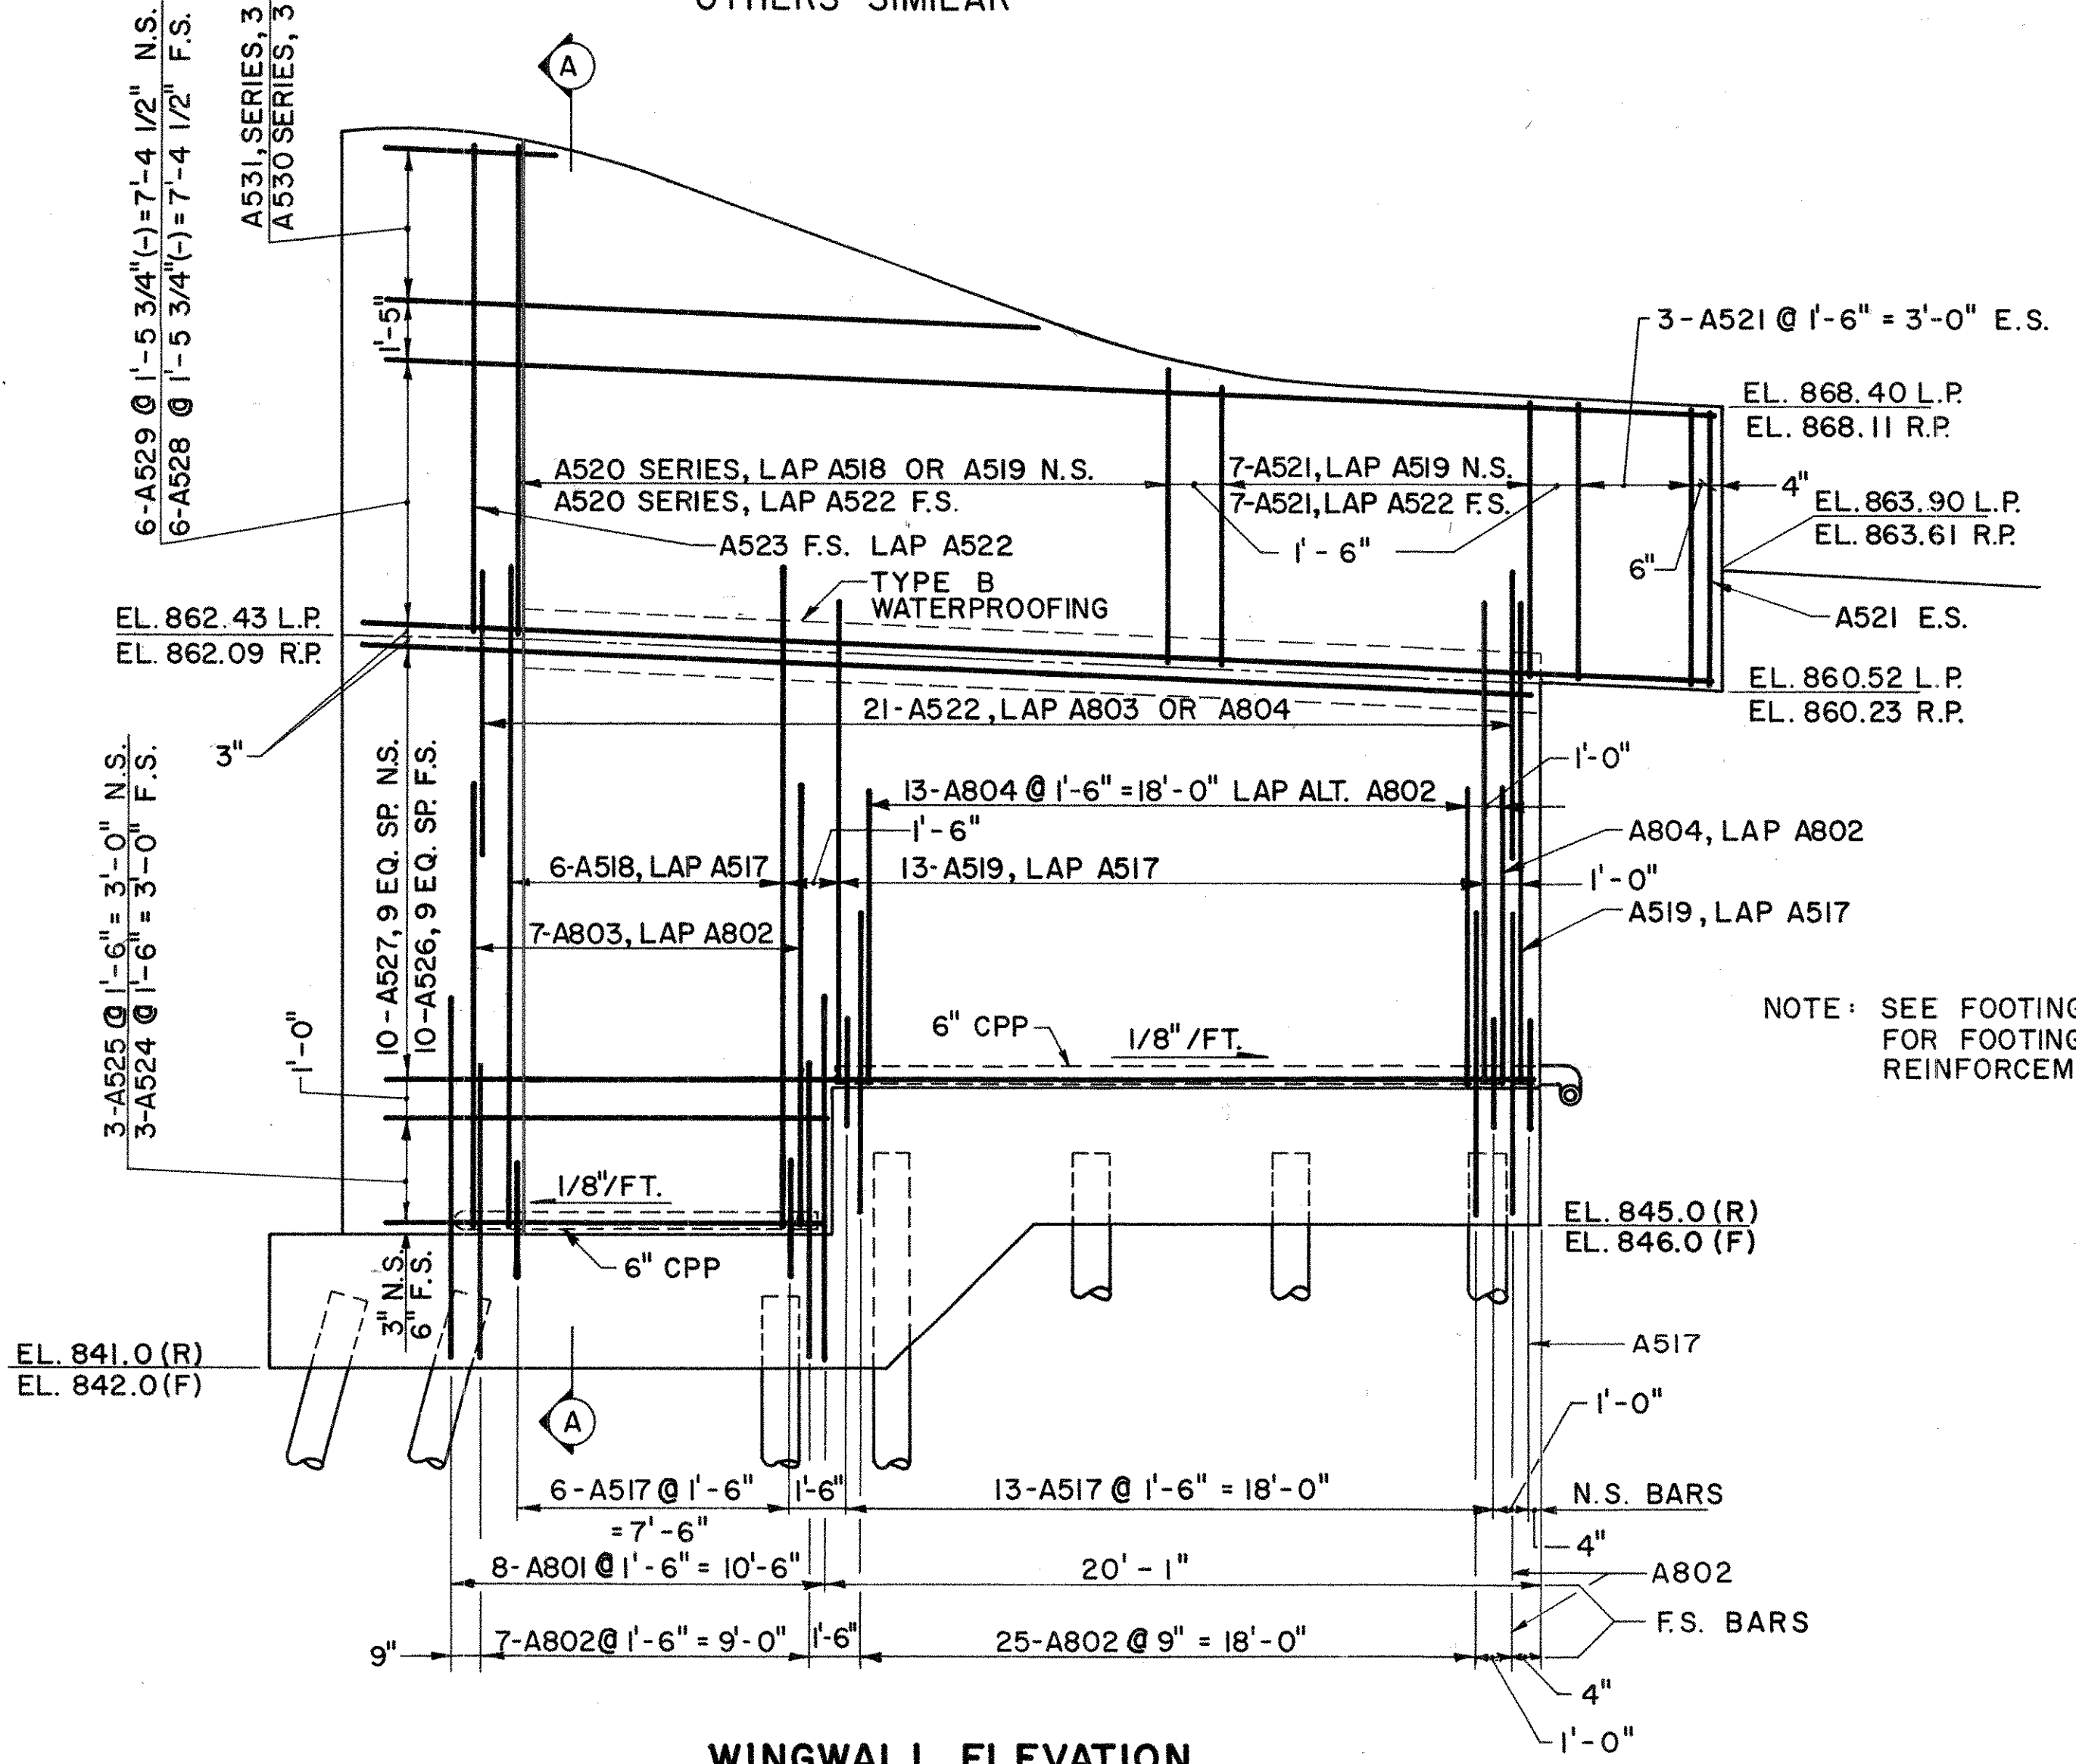 OTHERS SIMILAR
6-A529 @ 1'-5 3/4"(-)=7'-4 1/2" N.S.
6-A528 @ 1'-5 3/4"(-)=7'-4 1/2" F.S.
A531, SERIES, 3
A530 SERIES, 3
A
1'-5"
3-A521 @ 1'-6" = 3'-0" E.S.
EL. 868.40 L.P.
EL. 868.11 R.P.
A520 SERIES, LAP A518 OR A519 N.S.
A520 SERIES, LAP A522 F.S.
7-A521, LAP A519 N.S.
7-A521, LAP A522 F.S.
4"
EL. 863.90 L.P.
EL. 863.61 R.P.
A523 F.S. LAP A522
1'-6"
6"
TYPE B
WATERPROOFING
A521 E.S.
EL. 862.43 L.P.
EL. 862.09 R.P.
EL. 860.52 L.P.
EL. 860.23 R.P.
21-A522, LAP A803 OR A804
3"
1'-0"
13-A804 @ 1'-6" =18'-0" LAP ALT. A802
1'-6"
A804, LAP A802
3-A525 @ 1'-6" = 3'-0" N.S.
3-A524 @ 1'-6" = 3'-0" F.S.
10-A527, 9 EQ. SP. N.S.
10-A526, 9 EQ. SP. F.S.
6-A518, LAP A517
13-A519, LAP A517
1'-0"
A519, LAP A517
7-A803, LAP A802
1'-0"
6" CPP
1/8" /FT.
NOTE: SEE FOOTING
FOR FOOTING
REINFORCEM
1/8"/FT.
EL. 845.0 (R)
EL. 846.0 (F)
6" CPP
3" N.S.
6" F.S.
EL. 841.0 (R)
EL. 842.0 (F)
A517
1'-0"
A
6-A517 @ 1'-6"
= 7'-6"
1'-6"
13-A517 @ 1'-6" = 18'-0"
N.S. BARS
4"
8-A801 @ 1'-6" = 10'-6"
20'-1"
A802
F.S. BARS
9"
7-A802 @ 1'-6" = 9'-0"
1'-6"
25-A802 @ 9" = 18'-0"
4"
1'-0"
WINGWALL ELEVATION